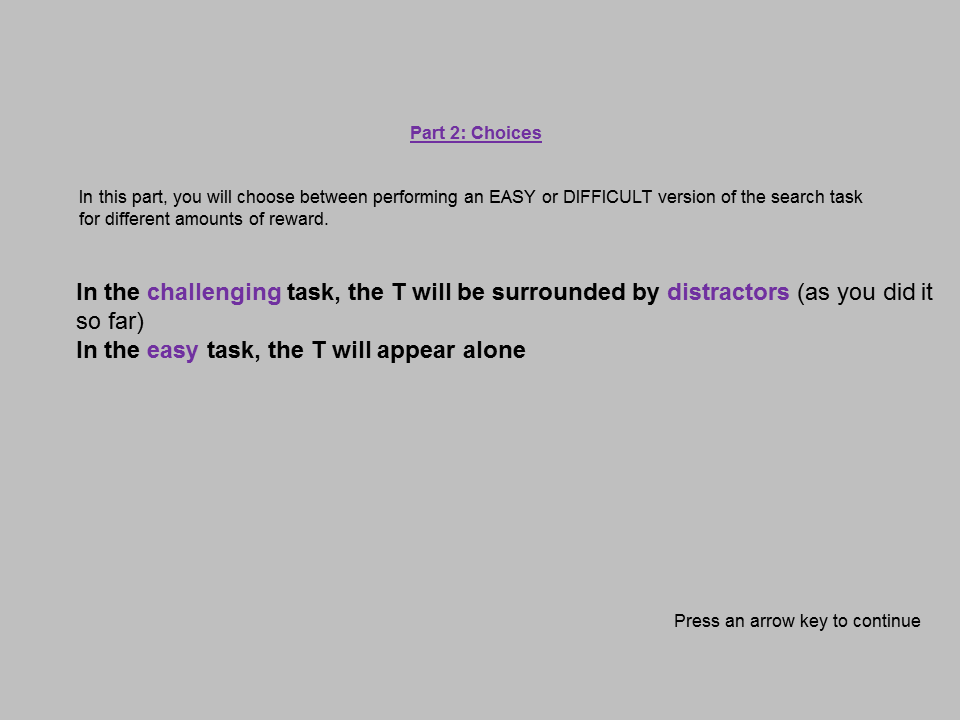 Part 2: Choices
In this part, you will choose between performing an EASY or DIFFICULT version of the search task
for different amounts of reward.
In the challenging task, the T will be surrounded by distractors (as you did it
so far)
In the easy task, the T will appear alone
Press an arrow key to continue